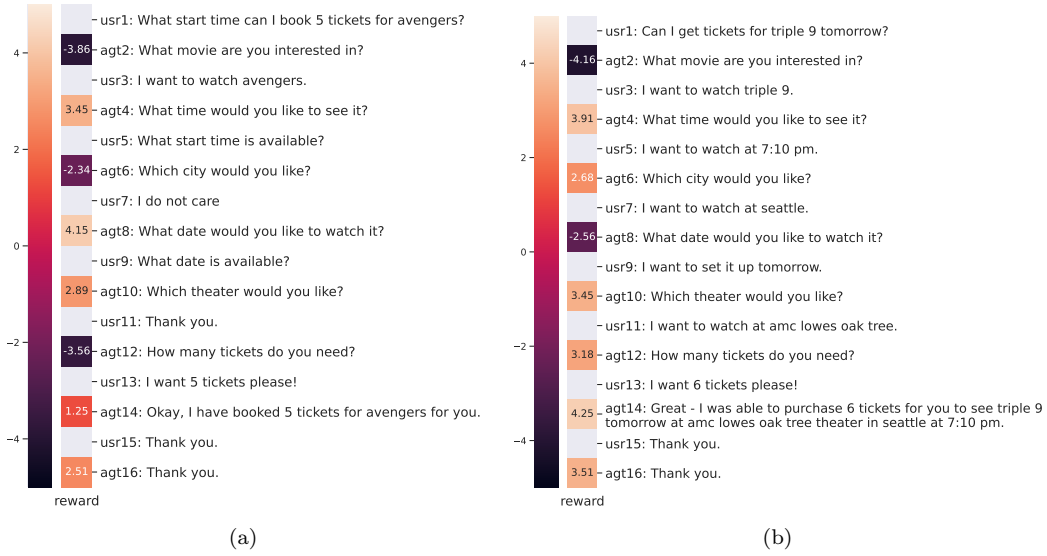 usr1: What start time can I book 5 tickets for avengers?
-3.86 agt2: What movie are you interested in?
usr3: I want to watch avengers.
3.45 agt4: What time would you like to see it?
usr5: What start time is available?
-2.34 agt6: Which city would you like?
usr7: I do not care
4.15 agt8: What date would you like to watch it?
usr9: What date is available?
2.89 agt10: Which theater would you like?
usr11: Thank you.
-3.56 agt12: How many tickets do you need?
usr13: I want 5 tickets please!
1.25 agt14: Okay, I have booked 5 tickets for avengers for you.
usr15: Thank you.
2.51 agt16: Thank you.
4
2
0
−2
−4
reward
(a)
usr1: Can I get tickets for triple 9 tomorrow?
-4.16 agt2: What movie are you interested in?
usr3: I want to watch triple 9.
3.91 agt4: What time would you like to see it?
usr5: I want to watch at 7:10 pm.
2.68 agt6: Which city would you like?
usr7: I want to watch at seattle.
-2.56 agt8: What date would you like to watch it?
usr9: I want to set it up tomorrow.
3.45 agt10: Which theater would you like?
usr11: I want to watch at amc lowes oak tree.
3.18 agt12: How many tickets do you need?
usr13: I want 6 tickets please!
4.25 agt14: Great - I was able to purchase 6 tickets for you to see triple 9
tomorrow at amc lowes oak tree theater in seattle at 7:10 pm.
usr15: Thank you.
3.51 agt16: Thank you.
4
2
0
−2
−4
reward
(b)